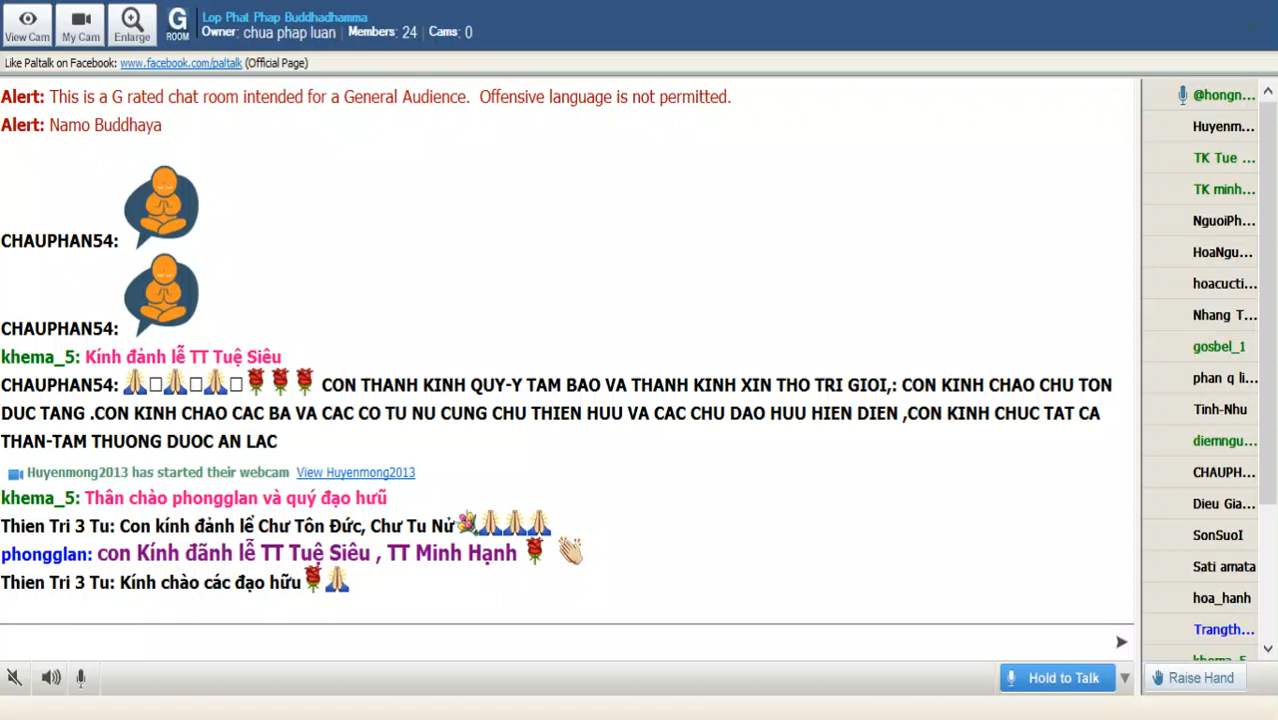 Lop Phat Phap Buddhadhamma
Owner: chua phap luan | Members: 24 | Cams: 0
View Cam
My Cam
Enlarge
G
ROOM
Like Paltalk on Facebook: www.facebook.com/paltalk (Official Page)
Alert: This is a G rated chat room intended for a General Audience. Offensive language is not permitted.
Alert: Namo Buddhaya
CHAUPHAN54:
CHAUPHAN54:
khema_5: Kính đảnh lễ TT Tuệ Siêu
CHAUPHAN54: 🙏□🙏□🙏□🌹🌹🌹 CON THANH KINH QUY-Y TAM BAO VA THANH KINH XIN THO TRI GIOI,: CON KINH CHAO CHU TON
DUC TANG .CON KINH CHAO CAC BA VA CAC CO TU NU CUNG CHU THIEN HUU VA CAC CHU DAO HUU HIEN DIEN ,CON KINH CHUC TAT CA
THAN-TAM THUONG DUOC AN LAC
Huyenmong2013 has started their webcam View Huyenmong2013
khema_5: Thân chào phongglan và quý đạo hưũ
Thien Tri 3 Tu: Con kính đảnh lể Chư Tôn Đức, Chư Tu Nử💐🙏🙏🙏
phongglan: con Kính đãnh lễ TT Tuệ Siêu , TT Minh Hạnh 🌹 👏
Thien Tri 3 Tu: Kính chào các đạo hữu🌹🙏
@hongn...
Huyenm...
TK Tue ...
TK minh...
NguoiPh...
HoaNgu...
hoacucti...
Nhang T...
gosbel_1
phan q li...
Tinh-Nhu
diemngu...
CHAUPH...
Dieu Gia...
SonSuoI
Sati amata
hoa_hanh
Trangth...
khema_5
Hold to Talk
Raise Hand